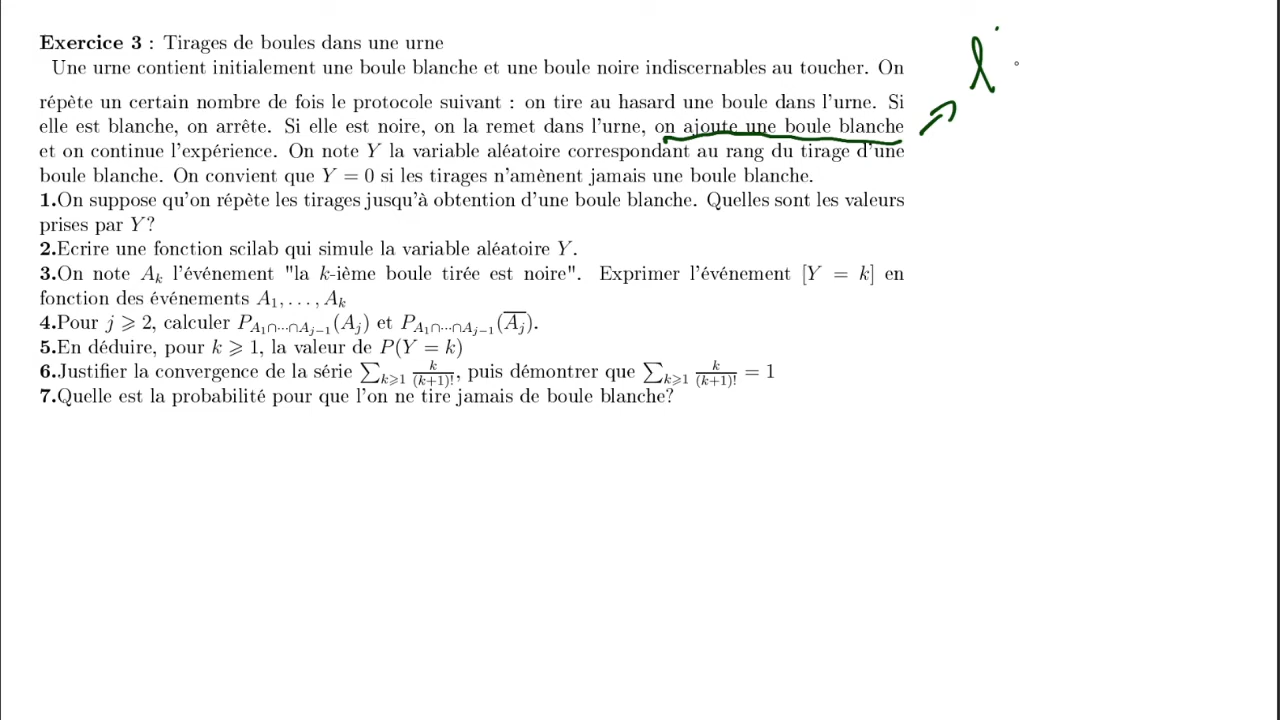 Exercice 3 : Tirages de boules dans une urne
Une urne contient initialement une boule blanche et une boule noire indiscernables au toucher. On
répète un certain nombre de fois le protocole suivant : on tire au hasard une boule dans l'urne. Si
elle est blanche, on arrête. Si elle est noire, on la remet dans l'urne, on ajoute une boule blanche
et on continue l'expérience. On note Y la variable aléatoire correspondant au rang du tirage d'une
boule blanche. On convient que Y = 0 si les tirages n'amènent jamais une boule blanche.
1.On suppose qu'on répète les tirages jusqu'à obtention d'une boule blanche. Quelles sont les valeurs
prises par Y?
2.Ecrire une fonction scilab qui simule la variable aléatoire Y.
3.On note A_k l'événement "la k-ième boule tirée est noire". Exprimer l'événement [Y = k] en
fonction des événements A_1, . . . , A_k
4.Pour j ⩾ 2, calculer P_{A_1∩···∩A_{j−1}}(A_j) et P_{A_1∩···∩A_{j−1}}(\overline{A_j}).
5.En déduire, pour k ⩾ 1, la valeur de P(Y = k)
6.Justifier la convergence de la série ∑_{k⩾1} \frac{k}{(k+1)!}, puis démontrer que ∑_{k⩾1} \frac{k}{(k+1)!} = 1
7.Quelle est la probabilité pour que l'on ne tire jamais de boule blanche?